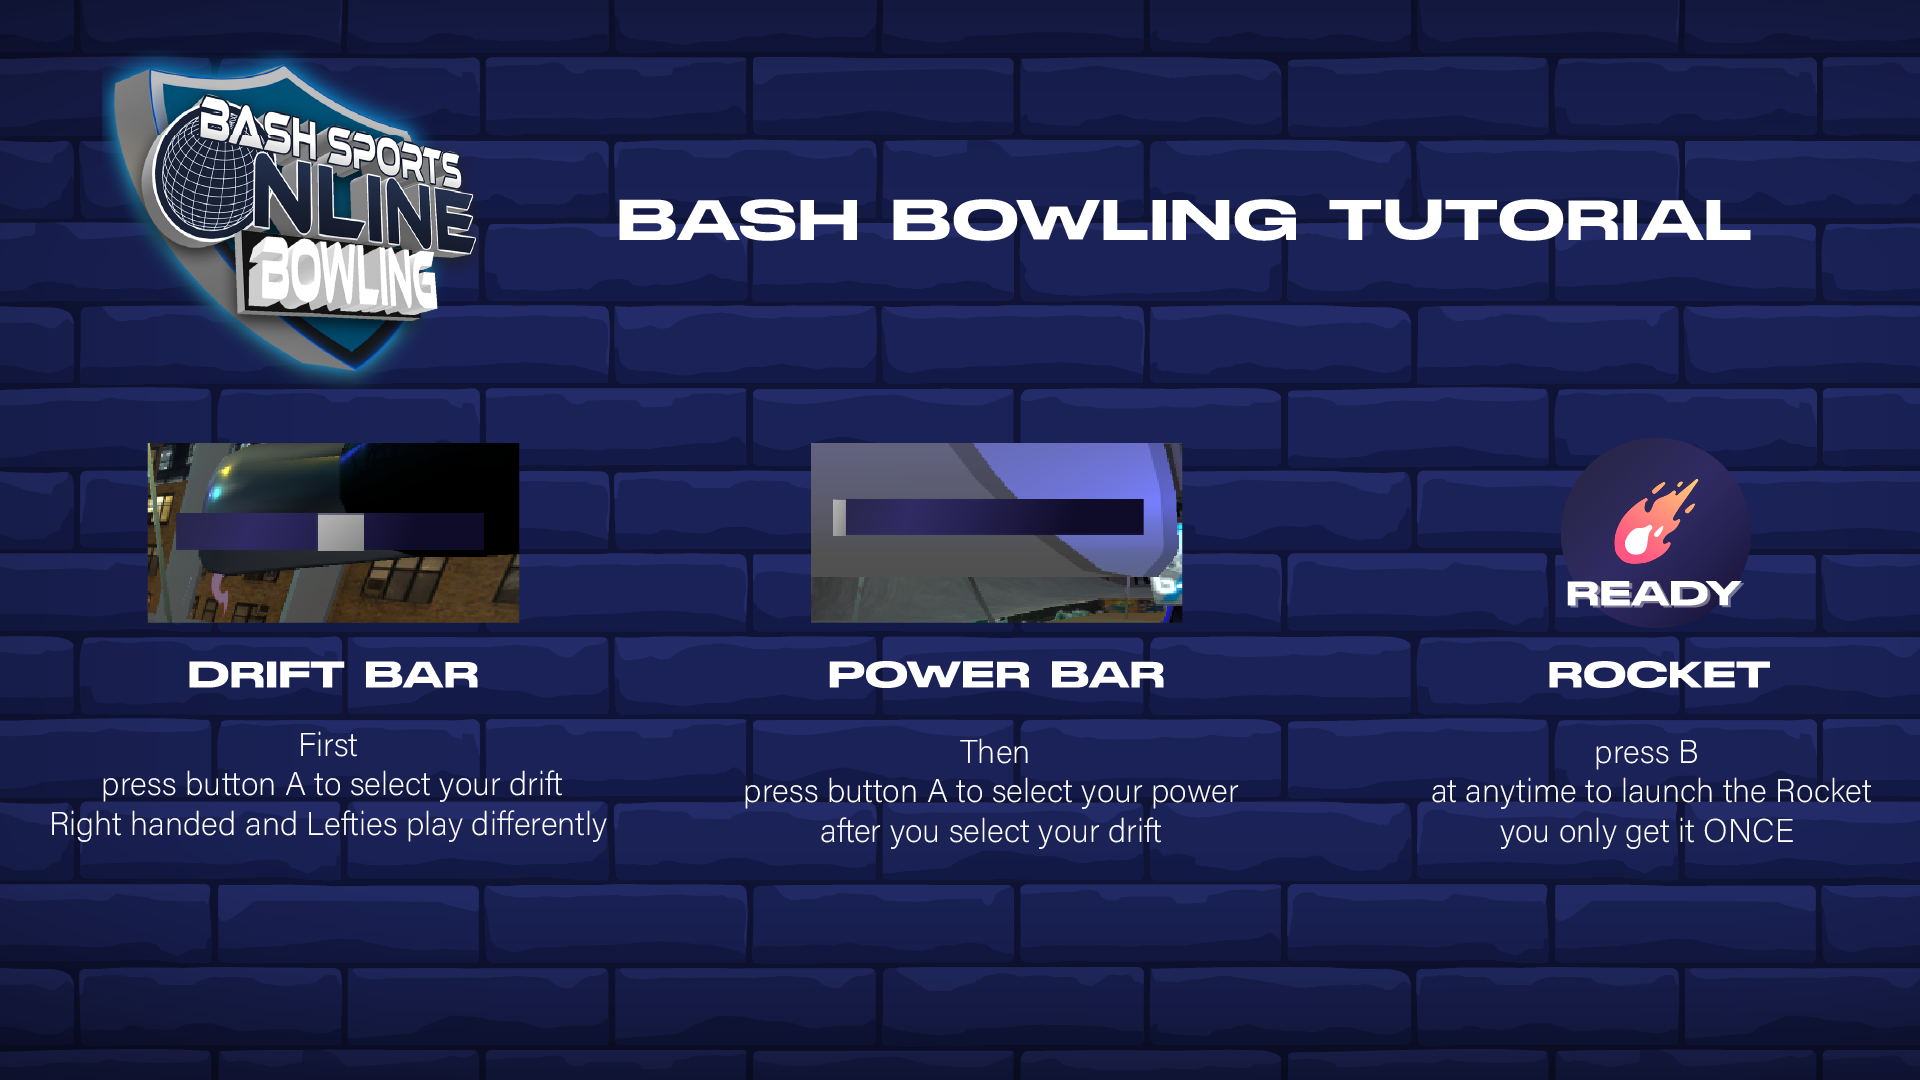 BASH SPORTS
ONLINE
BOWLING
BASH BOWLING TUTORIAL
READY
DRIFT BAR
POWER BAR
ROCKET
First
press button A to select your drift
Right handed and Lefties play differently
Then
press button A to select your power
after you select your drift
press B
at anytime to launch the Rocket
you only get it ONCE